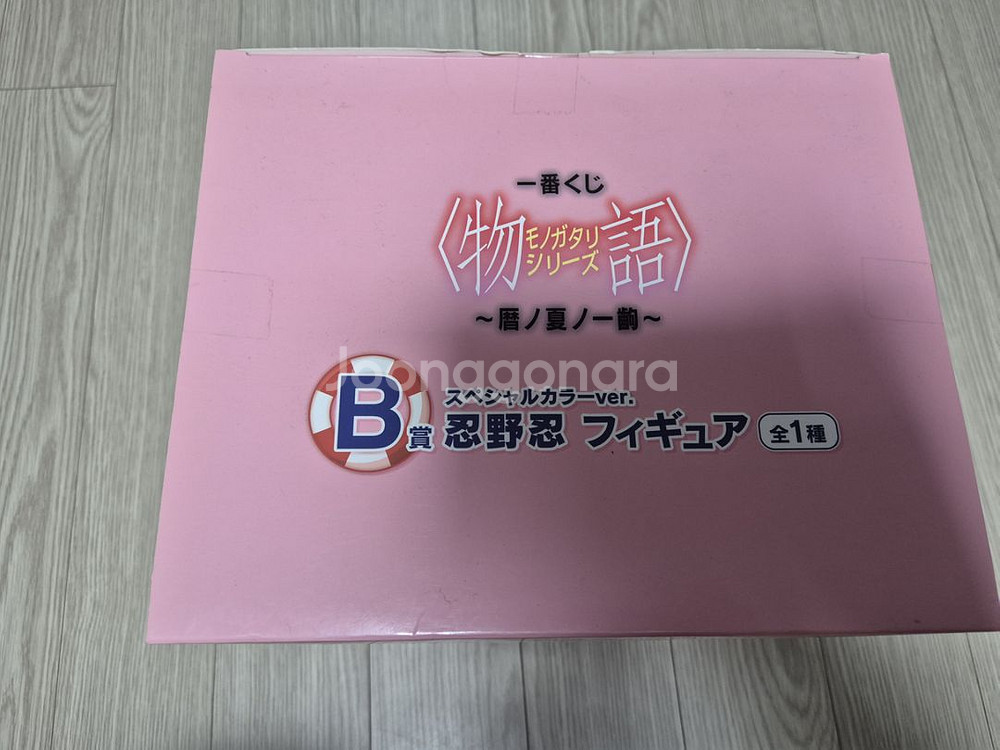 一番くじ
〈物語〉
モノガタリ
シリーズ
～暦ノ夏ノ一齣～
Joonggonara
スペシャルカラーver.
B賞 忍野忍 フィギュア 全1種